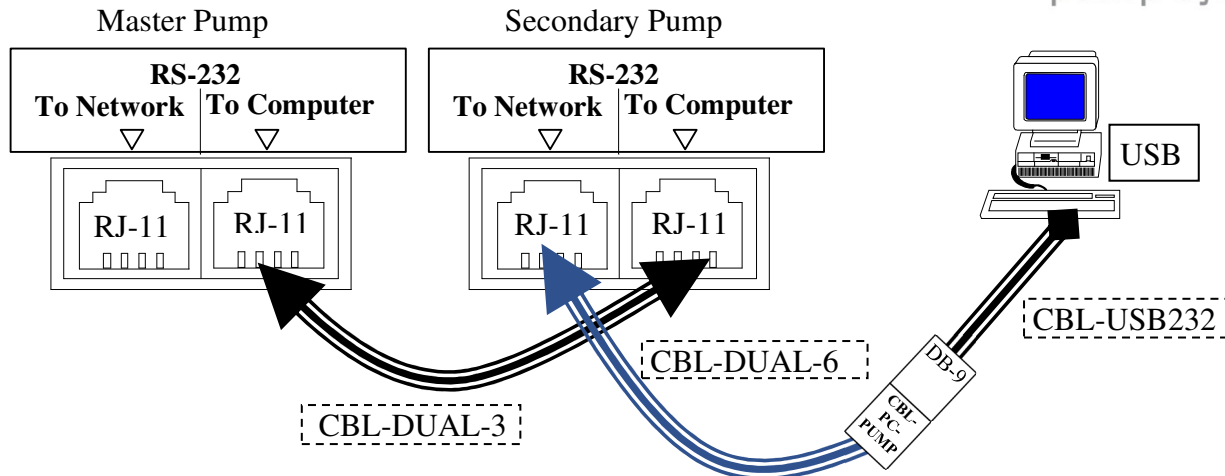 Master Pump
Secondary Pump
RS-232
To Network To Computer
RS-232
To Network To Computer
USB
RJ-11
RJ-11
RJ-11
RJ-11
CBL-USB232
DB-9
CBL-
PC-
PUMP
CBL-DUAL-6
CBL-DUAL-3